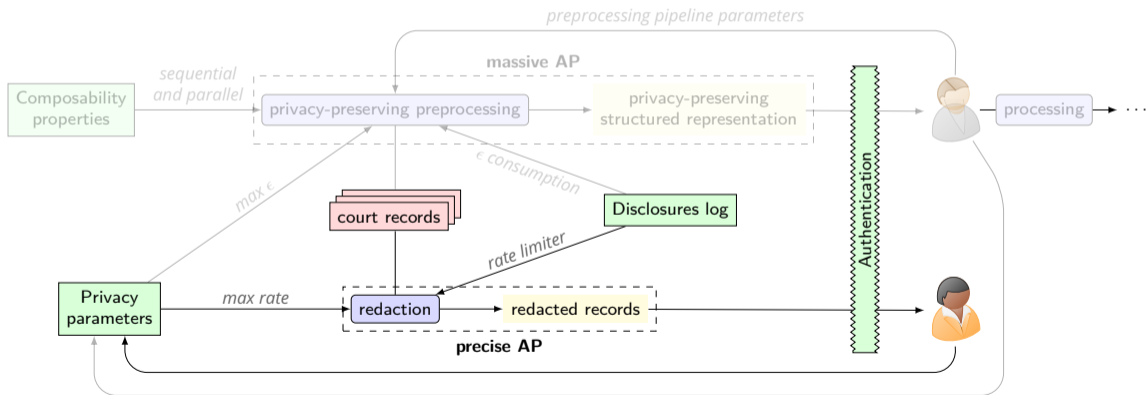 preprocessing pipeline parameters
massive AP
sequential
and parallel
Composability
properties
privacy-preserving preprocessing
privacy-preserving
structured representation
processing
...
max ϵ
ϵ consumption
court records
Disclosures log
Authentication
rate limiter
Privacy
parameters
max rate
redaction
redacted records
precise AP